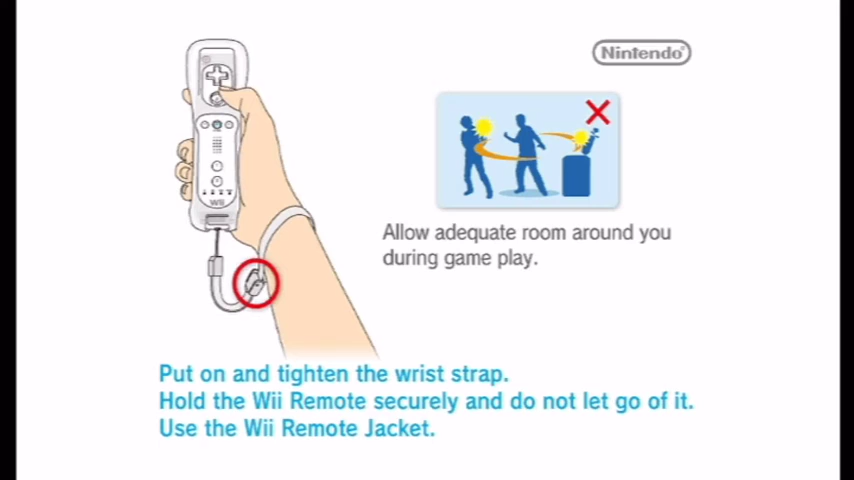 Nintendo
Wii
Allow adequate room around you
during game play.
Put on and tighten the wrist strap.
Hold the Wii Remote securely and do not let go of it.
Use the Wii Remote Jacket.